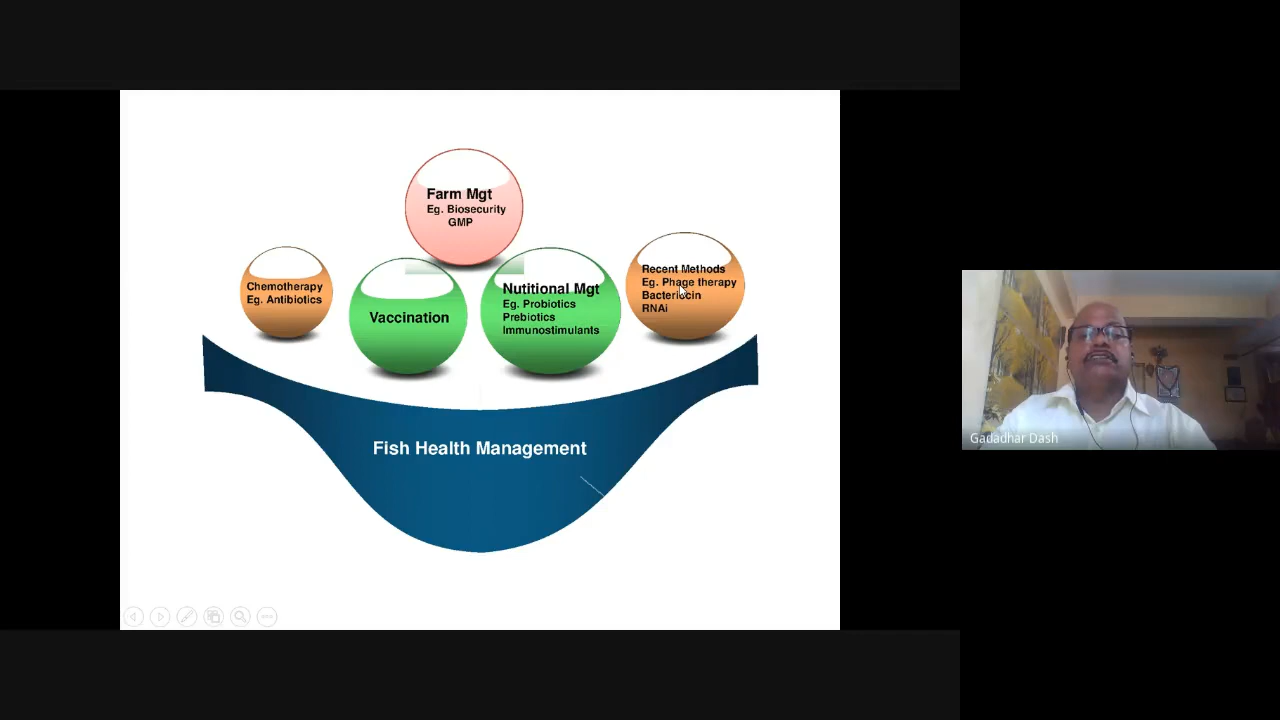 Farm Mgt
Eg. Biosecurity
GMP
Chemotherapy
Eg. Antibiotics
Vaccination
Nutitional Mgt
Eg. Probiotics
Prebiotics
Immunostimulants
Recent Methods
Eg. Phage therapy
Bacteriocin
RNAi
Fish Health Management
Gadadhar Dash